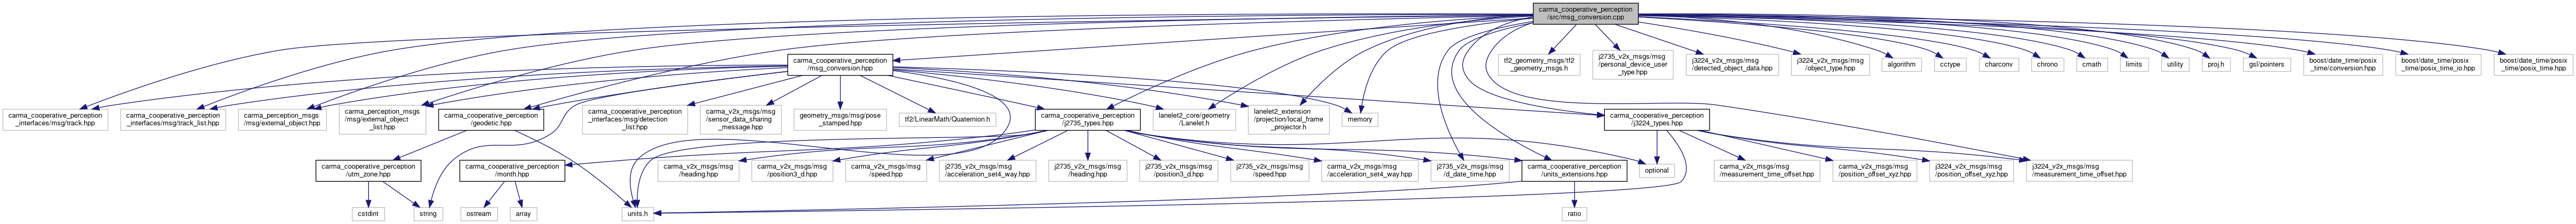 carma_cooperative_perception
/src/msg_conversion.cpp
carma_cooperative_perception
/msg_conversion.hpp
tf2_geometry_msgs/tf2
_geometry_msgs.h
j2735_v2x_msgs/msg
/personal_device_user
_type.hpp
j3224_v2x_msgs/msg
/detected_object_data.hpp
j3224_v2x_msgs/msg
/object_type.hpp
algorithm
cctype
charconv
chrono
cmath
limits
utility
proj.h
gsl/pointers
boost/date_time/posix
_time/conversion.hpp
boost/date_time/posix
_time/posix_time_io.hpp
boost/date_time/posix
_time/posix_time.hpp
carma_cooperative_perception
_interfaces/msg/track.hpp
carma_cooperative_perception
_interfaces/msg/track_list.hpp
carma_perception_msgs
/msg/external_object.hpp
carma_perception_msgs
/msg/external_object
_list.hpp
carma_cooperative_perception
/geodetic.hpp
carma_cooperative_perception
_interfaces/msg/detection
_list.hpp
carma_v2x_msgs/msg
/sensor_data_sharing
_message.hpp
geometry_msgs/msg/pose
_stamped.hpp
tf2/LinearMath/Quaternion.h
carma_cooperative_perception
/j2735_types.hpp
lanelet2_core/geometry
/Lanelet.h
lanelet2_extension
/projection/local_frame
_projector.h
memory
carma_cooperative_perception
/j3224_types.hpp
carma_cooperative_perception
/utm_zone.hpp
carma_cooperative_perception
/month.hpp
carma_v2x_msgs/msg
/heading.hpp
carma_v2x_msgs/msg
/position3_d.hpp
carma_v2x_msgs/msg
/speed.hpp
j2735_v2x_msgs/msg
/acceleration_set4_way.hpp
j2735_v2x_msgs/msg
/heading.hpp
j2735_v2x_msgs/msg
/position3_d.hpp
j2735_v2x_msgs/msg
/speed.hpp
carma_v2x_msgs/msg
/acceleration_set4_way.hpp
j2735_v2x_msgs/msg
/d_date_time.hpp
carma_cooperative_perception
/units_extensions.hpp
optional
carma_v2x_msgs/msg
/measurement_time_offset.hpp
carma_v2x_msgs/msg
/position_offset_xyz.hpp
j3224_v2x_msgs/msg
/position_offset_xyz.hpp
j3224_v2x_msgs/msg
/measurement_time_offset.hpp
cstdint
string
ostream
array
units.h
ratio